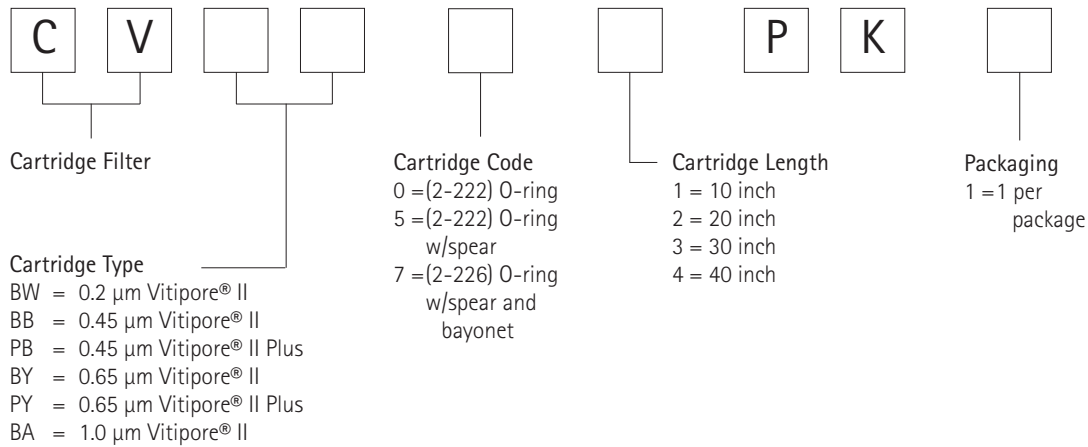 C V P K
Cartridge Filter
Cartridge Type
BW = 0.2 μm Vitipore® II
BB = 0.45 μm Vitipore® II
PB = 0.45 μm Vitipore® II Plus
BY = 0.65 μm Vitipore® II
PY = 0.65 μm Vitipore® II Plus
BA = 1.0 μm Vitipore® II
Cartridge Code
0 =(2-222) O-ring
5 =(2-222) O-ring
w/spear
7 =(2-226) O-ring
w/spear and
bayonet
Cartridge Length
1 = 10 inch
2 = 20 inch
3 = 30 inch
4 = 40 inch
Packaging
1 =1 per
package